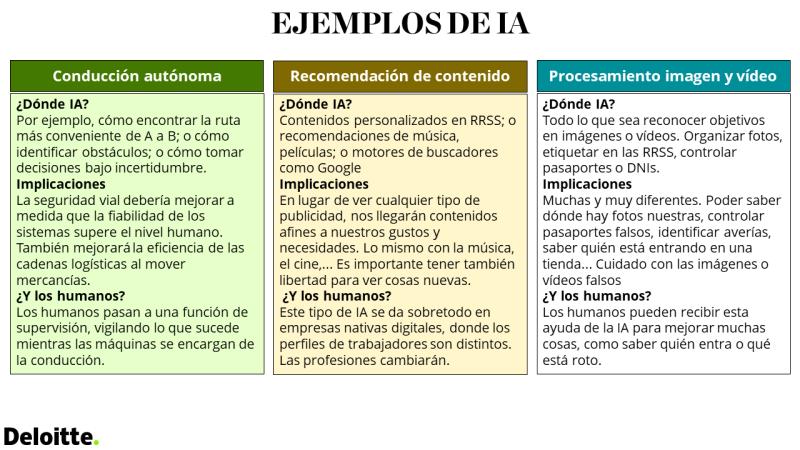 EJEMPLOS DE IA
Conducción autónoma
¿Dónde IA?
Por ejemplo, cómo encontrar la ruta
más conveniente de A a B; o cómo
identificar obstáculos; o cómo tomar
decisiones bajo incertidumbre.
Implicaciones
La seguridad vial debería mejorar a
medida que la fiabilidad de los
sistemas supere el nivel humano.
También mejorará la eficiencia de las
cadenas logísticas al mover
mercancías.
¿Y los humanos?
Los humanos pasan a una función de
supervisión, vigilando lo que sucede
mientras las máquinas se encargan de
la conducción.
Recomendación de contenido
¿Dónde IA?
Contenidos personalizados en RRSS; o
recomendaciones de música,
películas; o motores de buscadores
como Google
Implicaciones
En lugar de ver cualquier tipo de
publicidad, nos llegarán contenidos
afines a nuestros gustos y
necesidades. Lo mismo con la música,
el cine,... Es importante tener también
libertad para ver cosas nuevas.
¿Y los humanos?
Este tipo de IA se da sobretodo en
empresas nativas digitales, donde los
perfiles de trabajadores son distintos.
Las profesiones cambiarán.
Procesamiento imagen y vídeo
¿Dónde IA?
Todo lo que sea reconocer objetivos
en imágenes o vídeos. Organizar fotos,
etiquetar en las RRSS, controlar
pasaportes o DNIs.
Implicaciones
Muchas y muy diferentes. Poder saber
dónde hay fotos nuestras, controlar
pasaportes falsos, identificar averías,
saber quién está entrando en una
tienda... Cuidado con las imágenes o
vídeos falsos
¿Y los humanos?
Los humanos pueden recibir esta
ayuda de la IA para mejorar muchas
cosas, como saber quién entra o qué
está roto.
Deloitte.